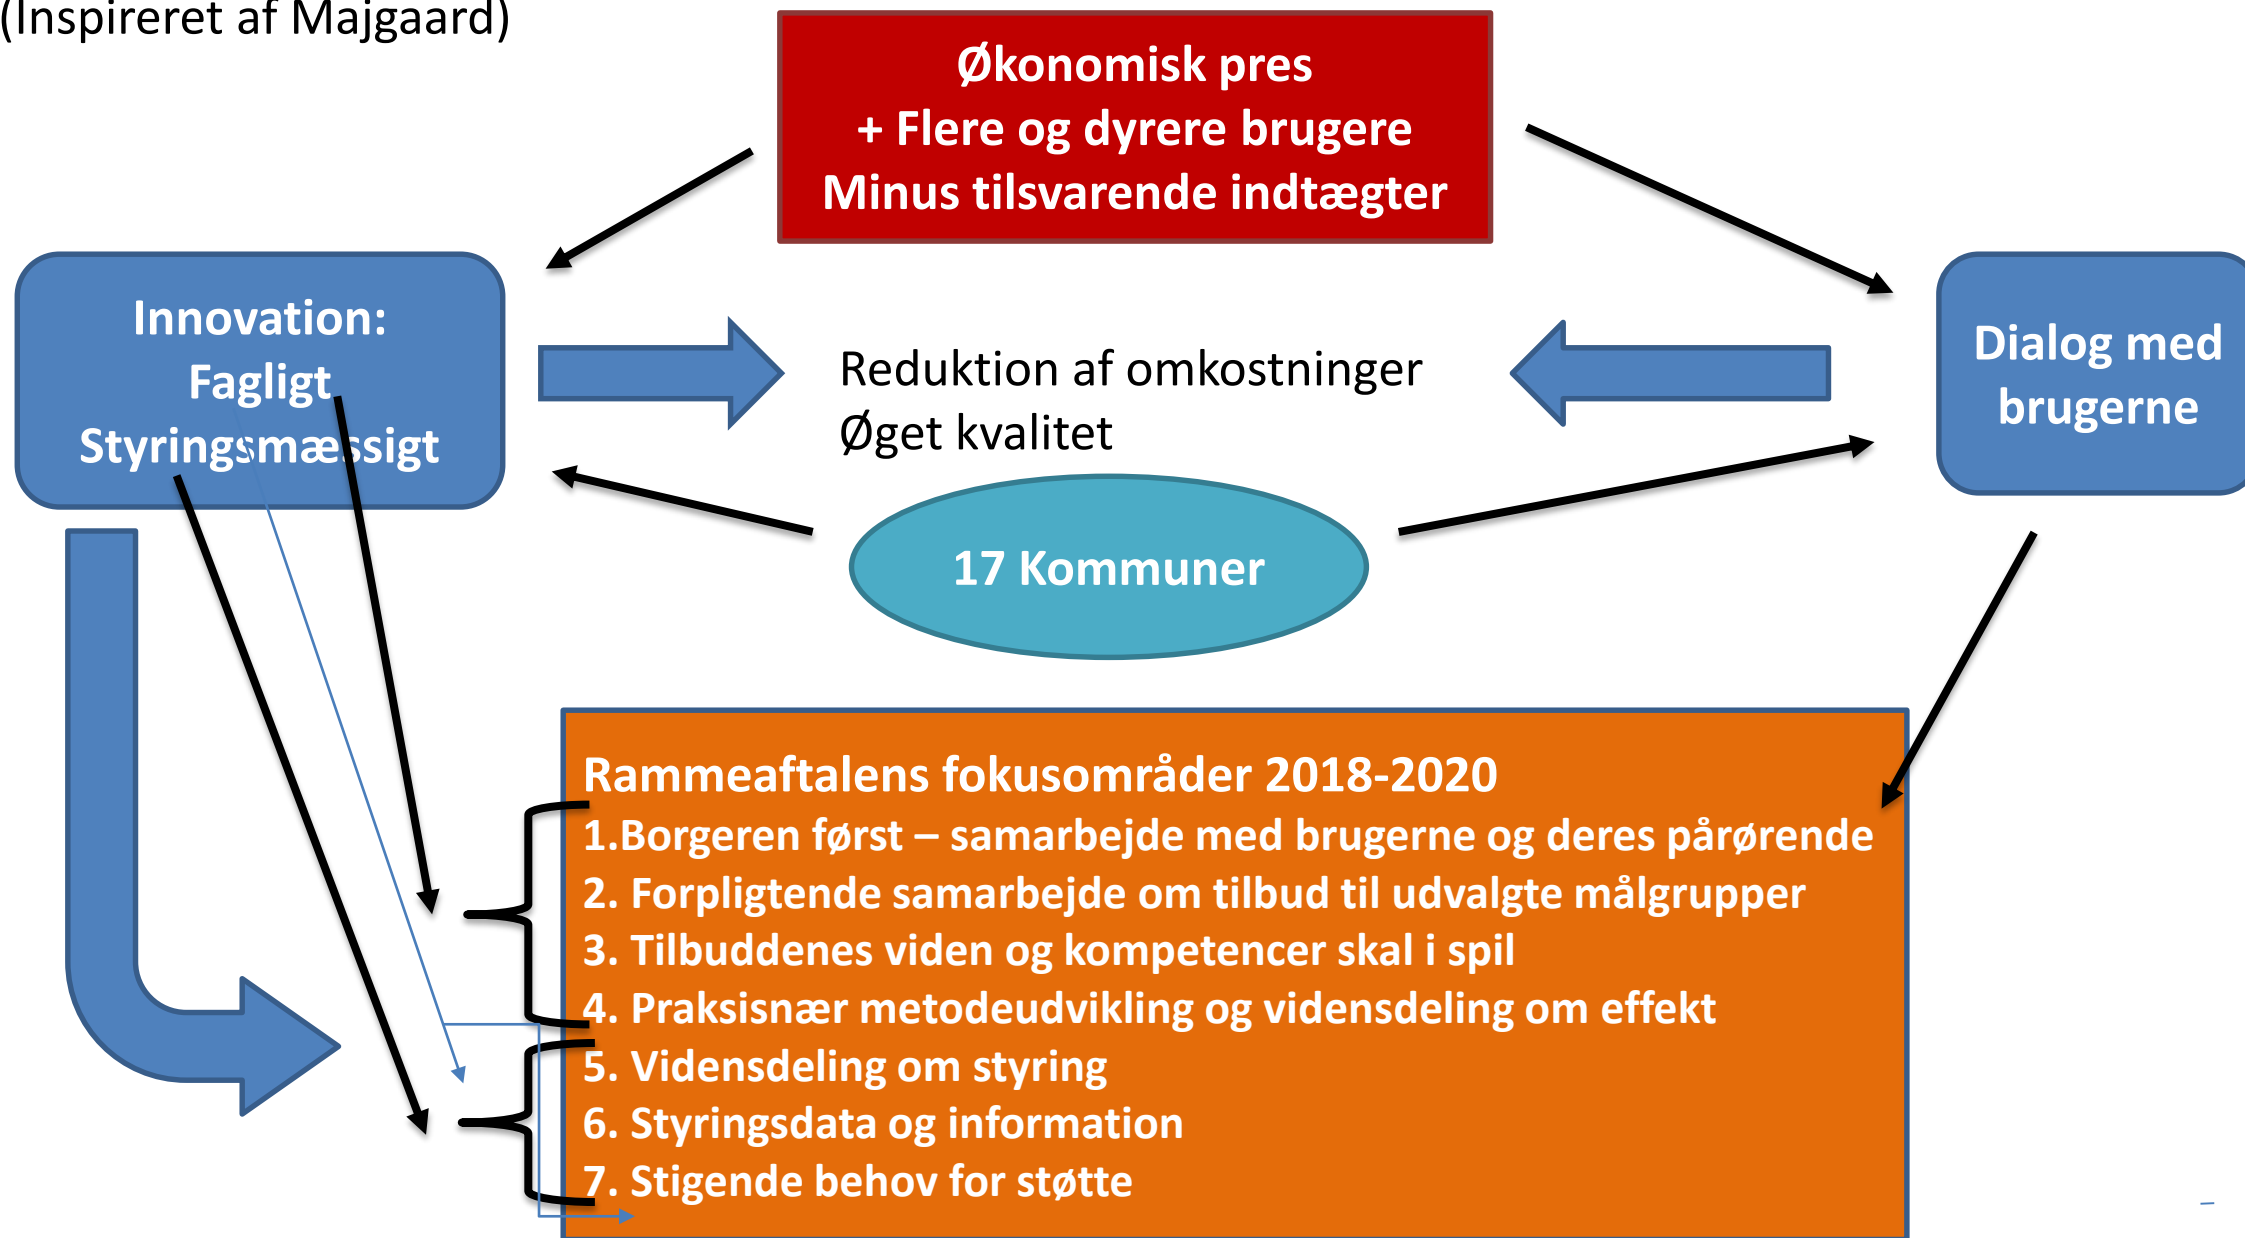 (Inspireret af Majgaard)
Økonomisk pres
+ Flere og dyrere brugere
Minus tilsvarende indtægter
Innovation:
Fagligt
Styringsmæssigt
Reduktion af omkostninger
Øget kvalitet
Dialog med
brugerne
17 Kommuner
Rammeaftalens fokusområder 2018-2020
1.Borgeren først – samarbejde med brugerne og deres pårørende
2. Forpligtende samarbejde om tilbud til udvalgte målgrupper
3. Tilbuddenes viden og kompetencer skal i spil
4. Praksisnær metodeudvikling og vidensdeling om effekt
5. Vidensdeling om styring
6. Styringsdata og information
7. Stigende behov for støtte